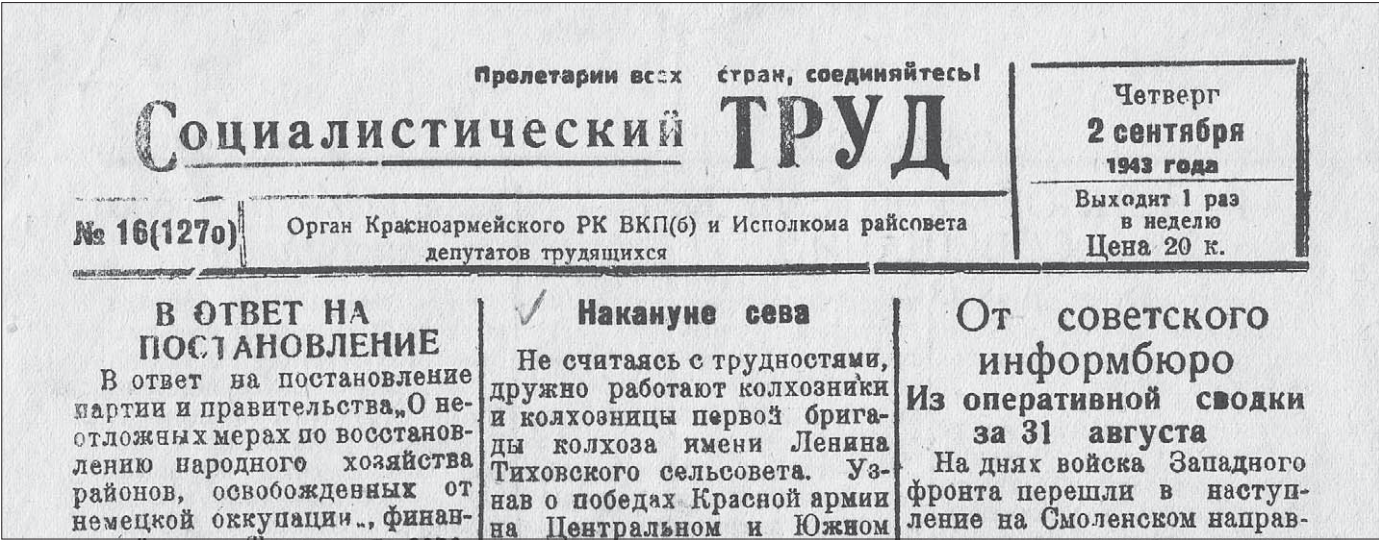 Пролетарии всех стран, соединяйтесь!
Социалистический ТРУД
Четверг
2 сентября
1943 года
Выходит 1 раз
в неделю
Цена 20 к.
№ 16(127о)
Орган Красноармейского РК ВКП(б) и Исполкома райсовета
депутатов трудящихся
В ОТВЕТ НА
ПОСТАНОВЛЕНИЕ
В ответ на постановление
партии и правительства „О не-
отложных мерах по восстанов-
лению народного хозяйства
районов, освобожденных от
немецкой оккупации„, финан-
Накануне сева
Не считаясь с трудностями,
дружно работают колхозники
и колхозницы первой брига-
ды колхоза имени Ленина
Тиховского сельсовета. Уз-
нав о победах Красной армии
на Центральном и Южном
От советского
информбюро
Из оперативной сводки
за 31 августа
На днях войска Западного
фронта перешли в наступ-
ление на Смоленском направ-